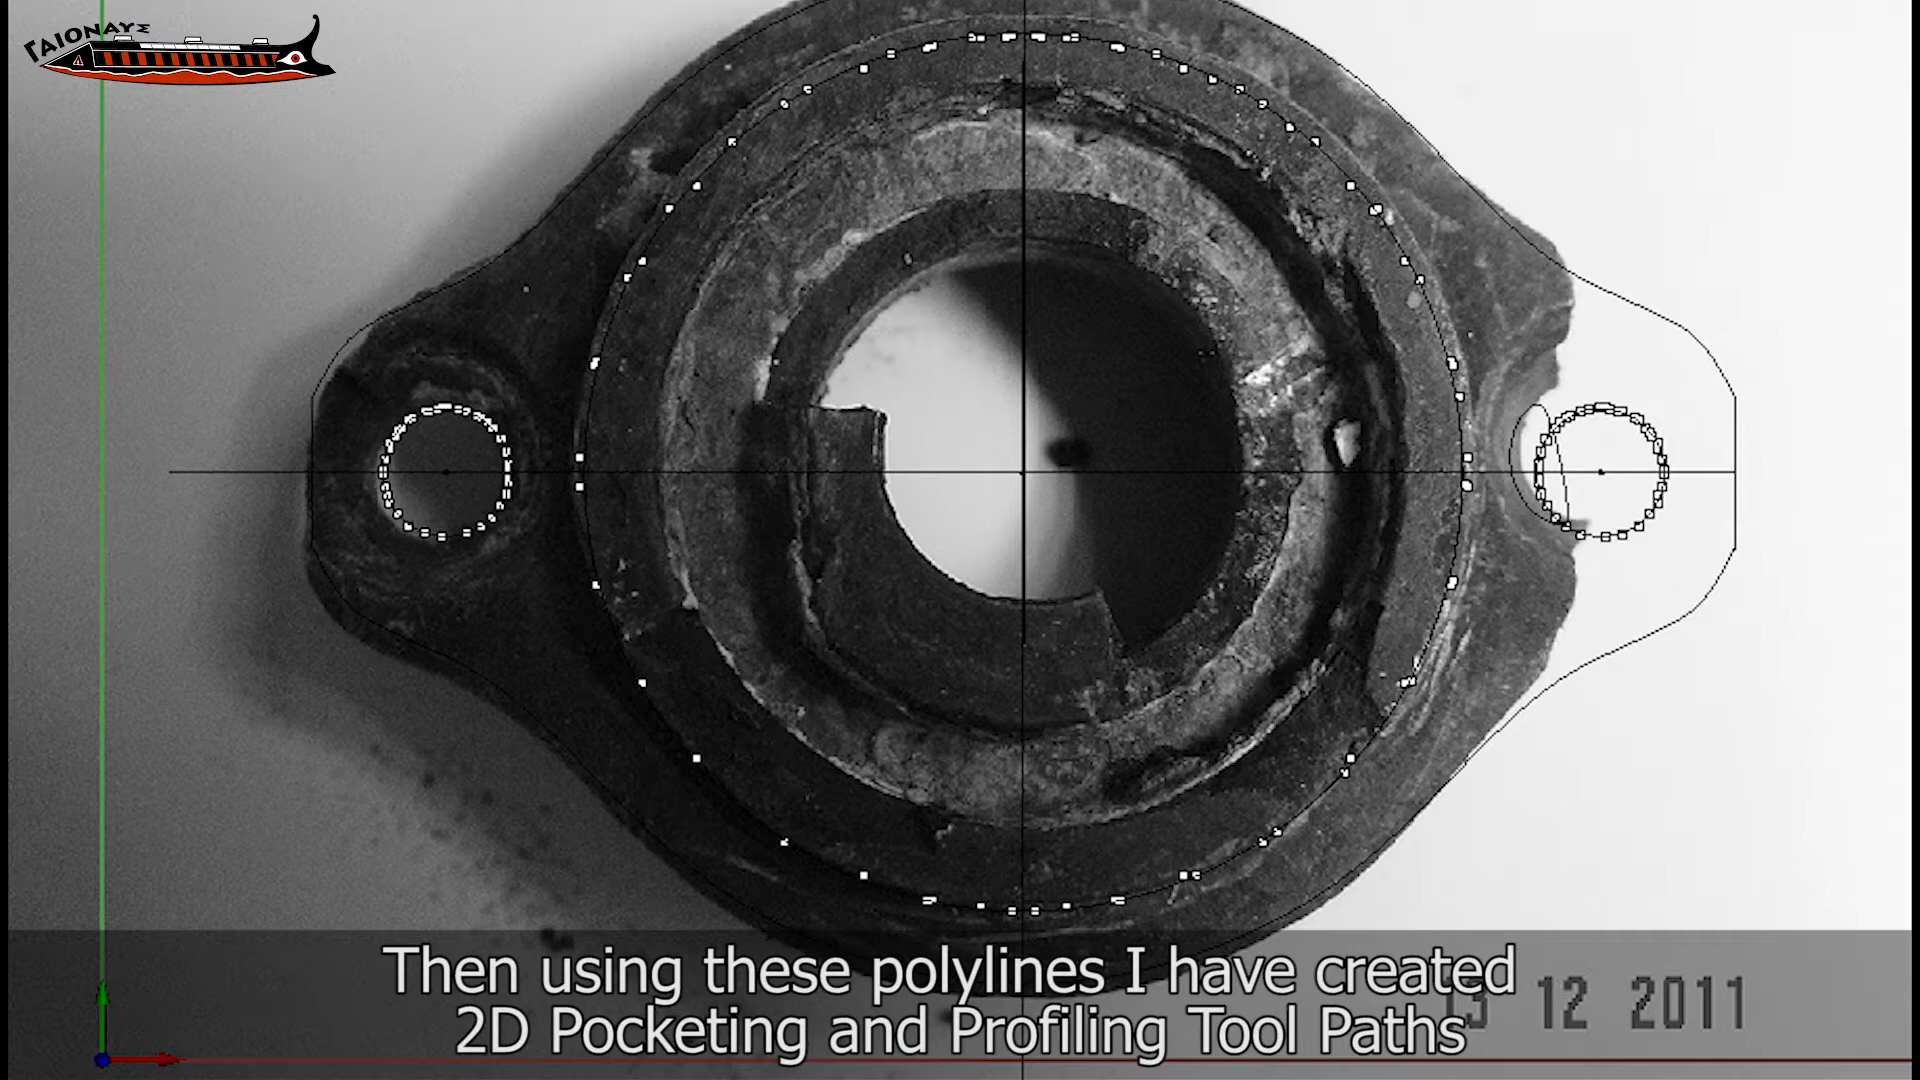 ΓΑΙΟΝΑΥΣ
Then using these polylines I have created
2D Pocketing and Profiling Tool Paths
12 2011